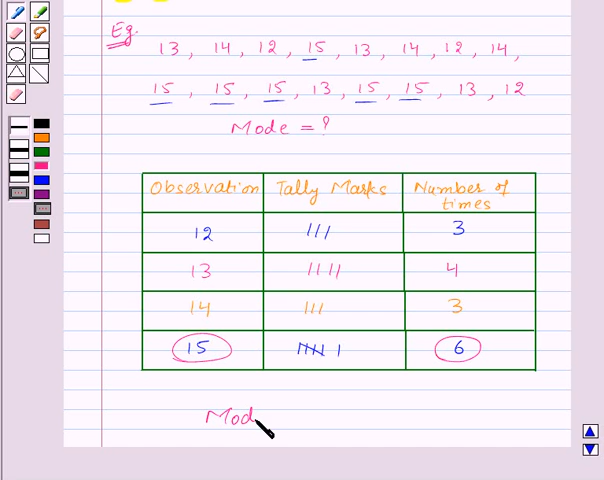 Eg.
13, 14, 12, 15, 13, 14, 12, 14,
15, 15, 15, 13, 15, 15, 13, 12
Mode = ?
Observation Tally Marks Number of times
12 /// 3
13 //// 4
14 /// 3
15 𝍸 / 6
Mod